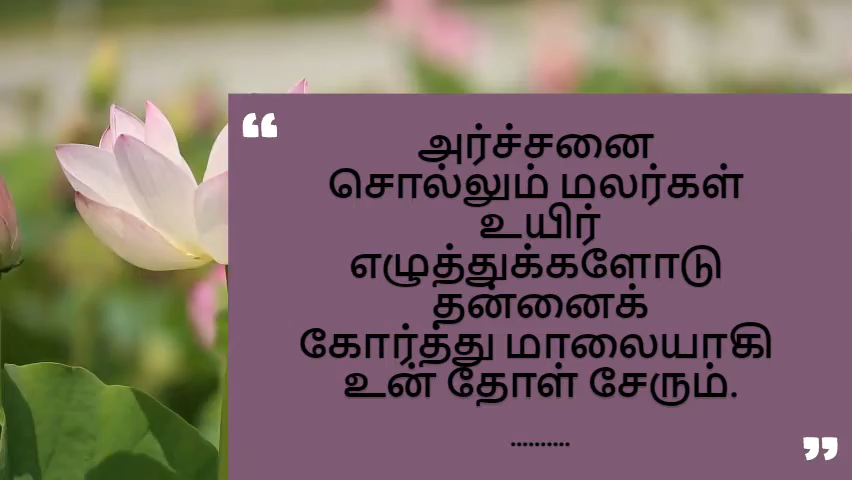 “
அர்ச்சனை
சொல்லும் மலர்கள்
உயிர்
எழுத்துக்களோடு
தன்னைக்
கோர்த்து மாலையாகி
உன் தோள் சேரும்.
..........
”